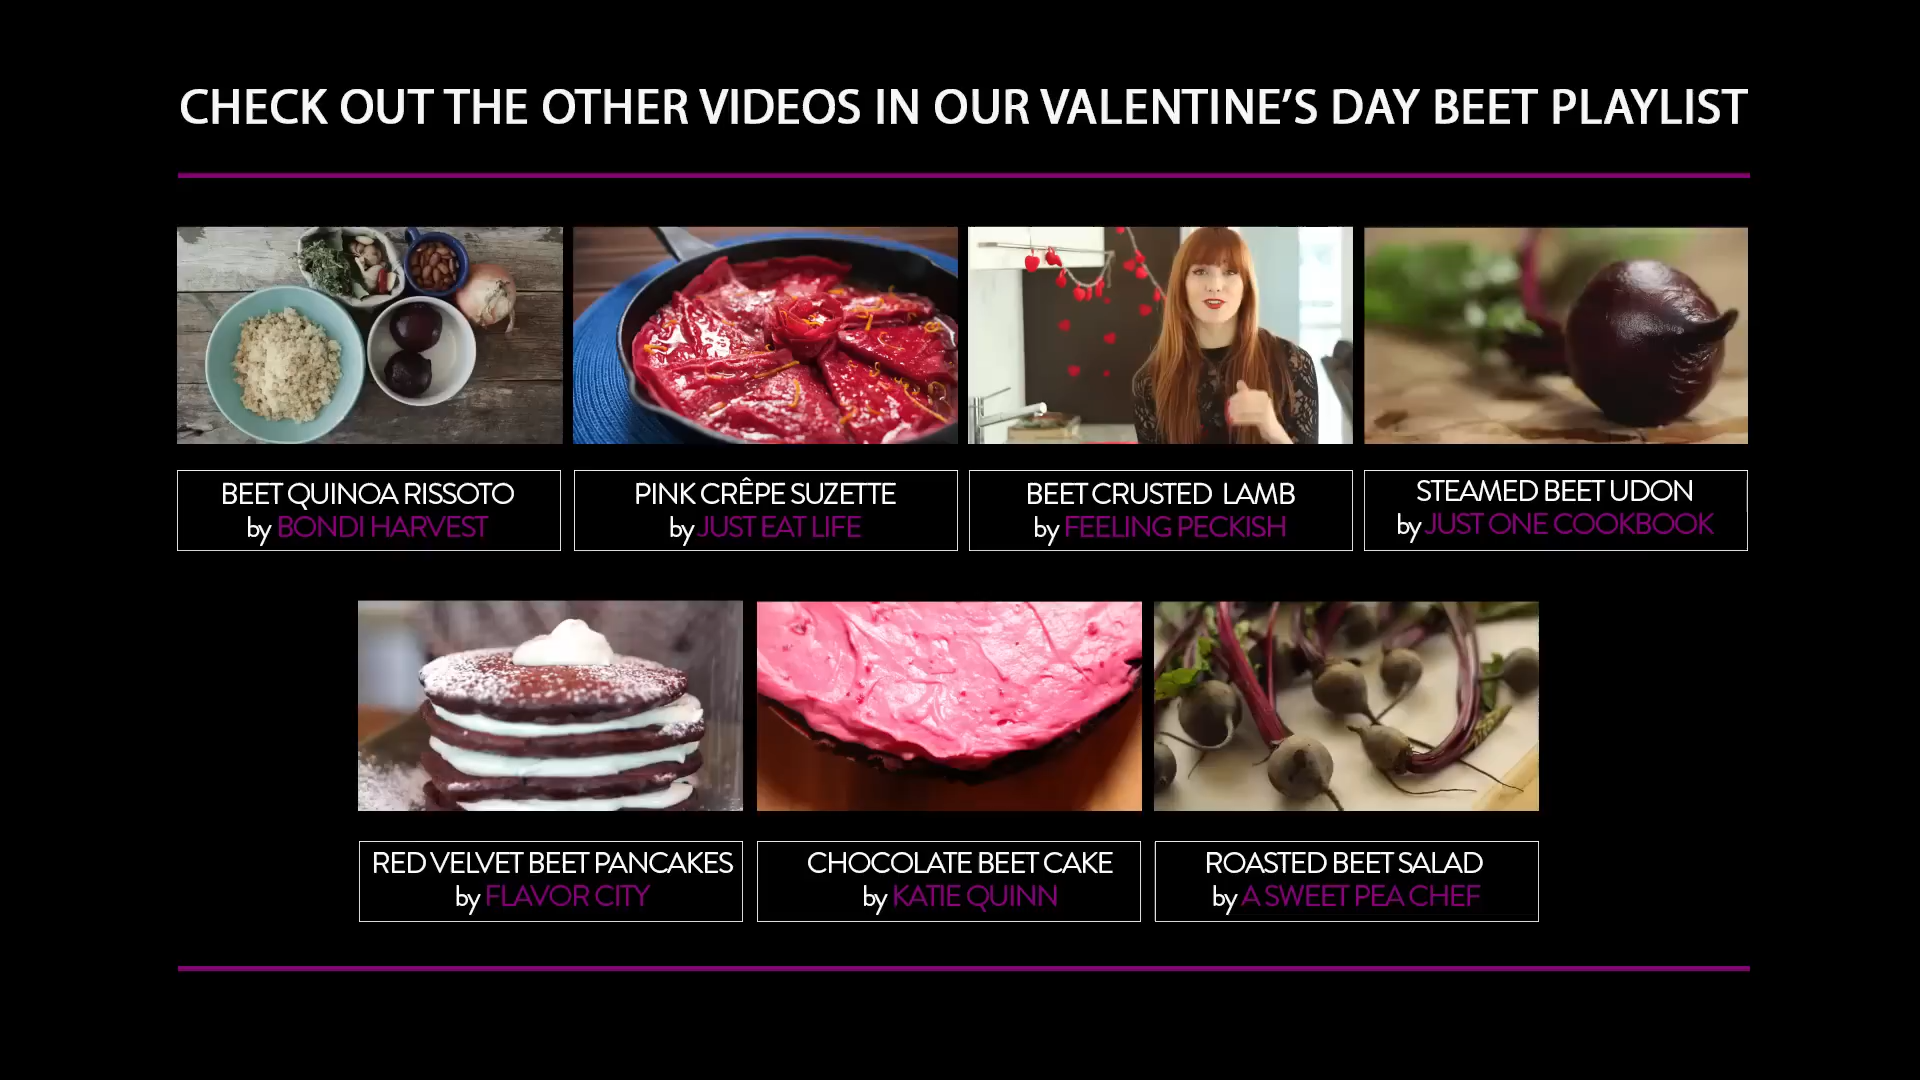 CHECK OUT THE OTHER VIDEOS IN OUR VALENTINE'S DAY BEET PLAYLIST
BEET QUINOA RISSOTO
by BONDI HARVEST
PINK CRÊPE SUZETTE
by JUST EAT LIFE
BEET CRUSTED LAMB
by FEELING PECKISH
STEAMED BEET UDON
by JUST ONE COOKBOOK
RED VELVET BEET PANCAKES
by FLAVOR CITY
CHOCOLATE BEET CAKE
by KATIE QUINN
ROASTED BEET SALAD
by A SWEET PEA CHEF